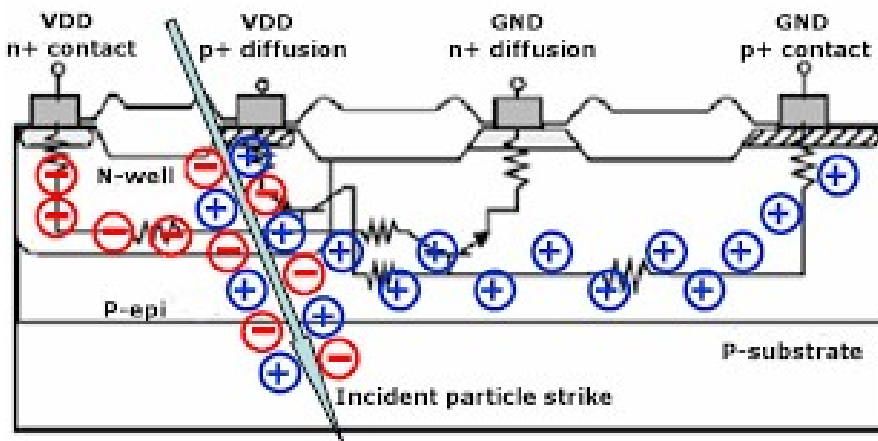 VDD
n+ contact
VDD
p+ diffusion
GND
n+ diffusion
GND
p+ contact
N-well
P-epi
P-substrate
Incident particle strike